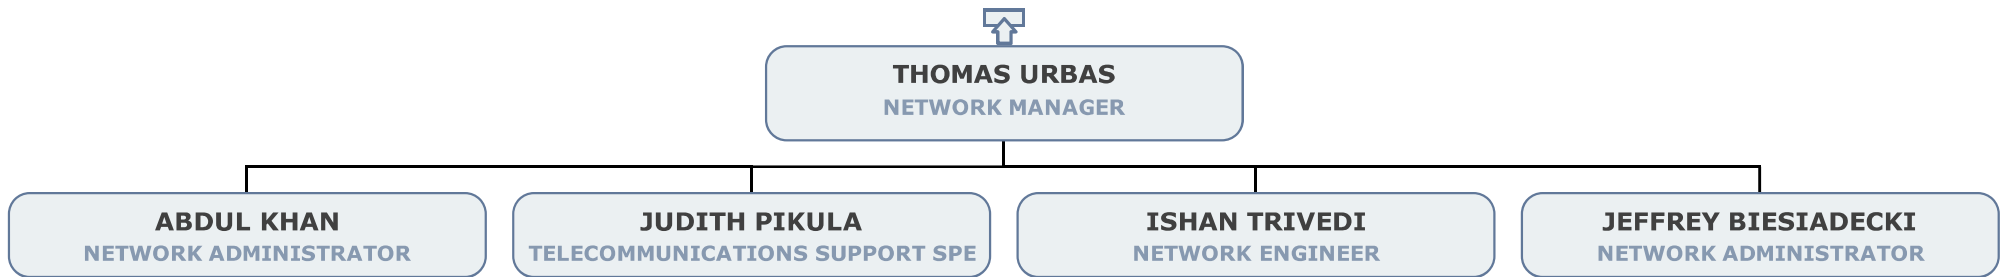 THOMAS URBAS
NETWORK MANAGER
ABDUL KHAN
NETWORK ADMINISTRATOR
JUDITH PIKULA
TELECOMMUNICATIONS SUPPORT SPE
ISHAN TRIVEDI
NETWORK ENGINEER
JEFFREY BIESIADECKI
NETWORK ADMINISTRATOR